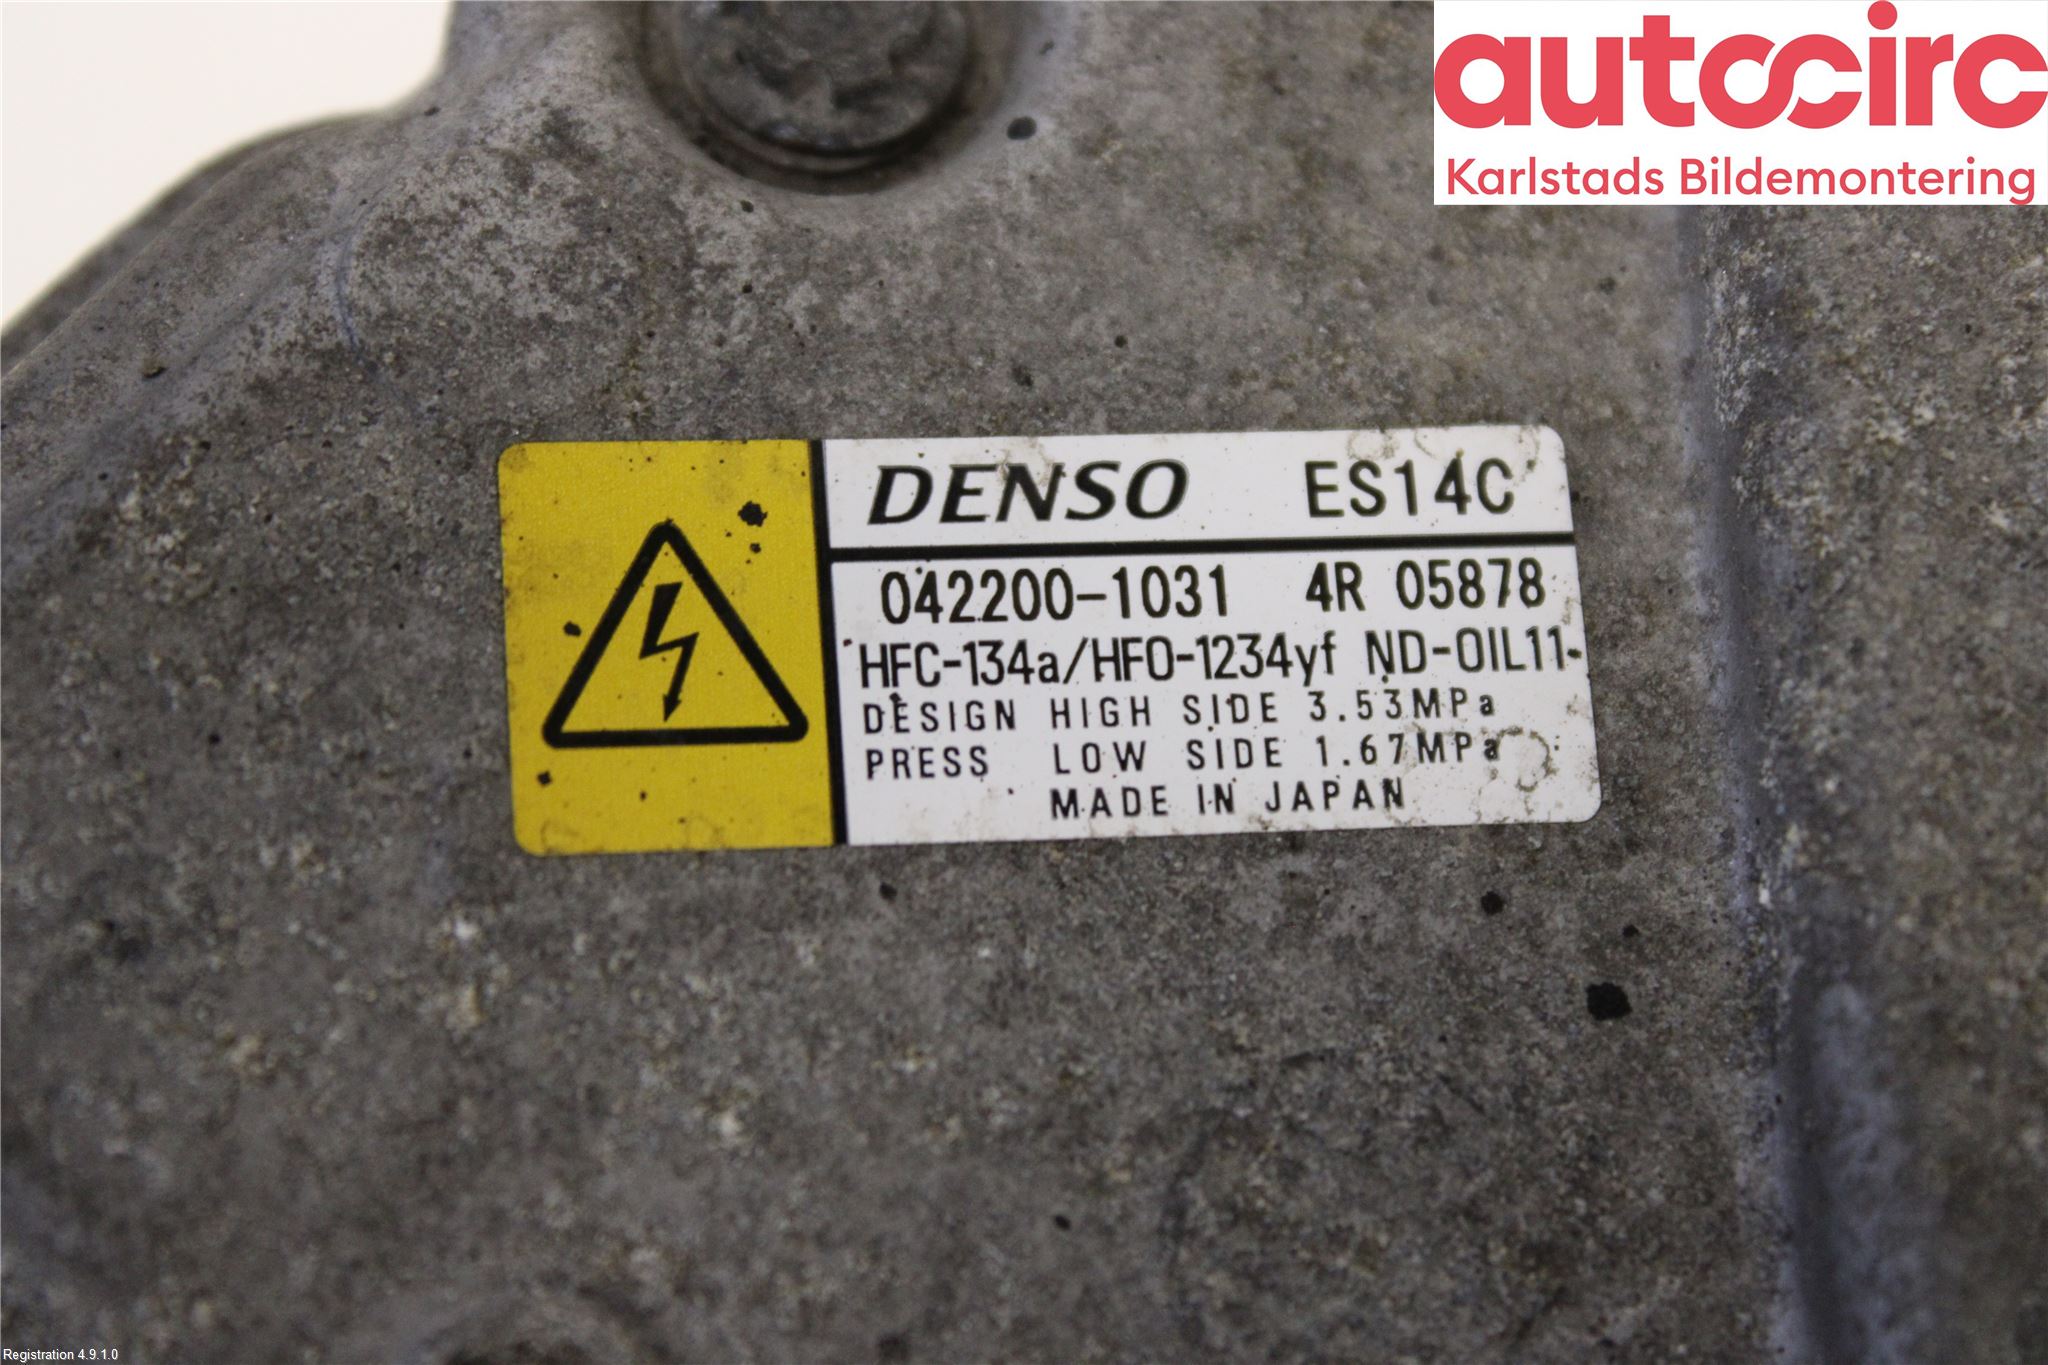 autocirc
Karlstads Bildemontering
DENSO ES14C
042200-1031 4R 05878
HFC-134a/HFO-1234yf ND-OIL11
DESIGN HIGH SIDE 3.53MPa
PRESS LOW SIDE 1.67MPa
MADE IN JAPAN
Registration 4.9.1.0